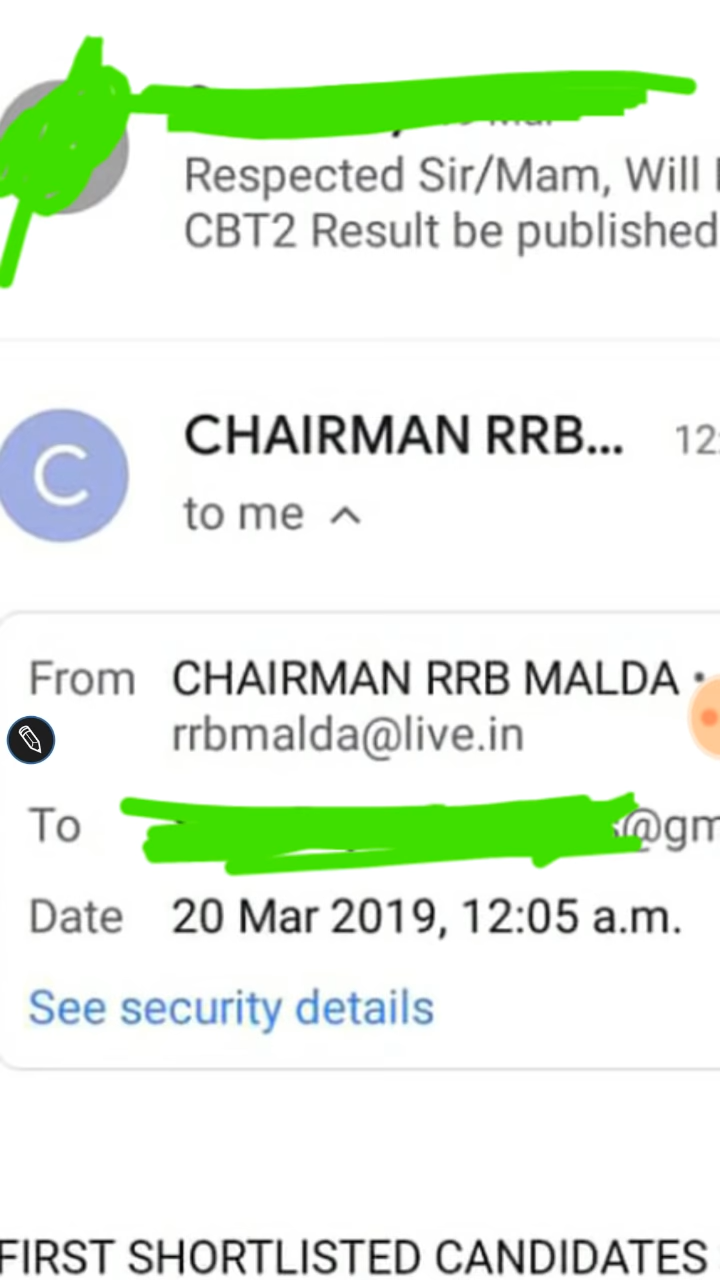 Respected Sir/Mam, Will
CBT2 Result be published
C
CHAIRMAN RRB... 12:
to me
From CHAIRMAN RRB MALDA •
rrbmalda@live.in
To @gm
Date 20 Mar 2019, 12:05 a.m.
See security details
FIRST SHORTLISTED CANDIDATES